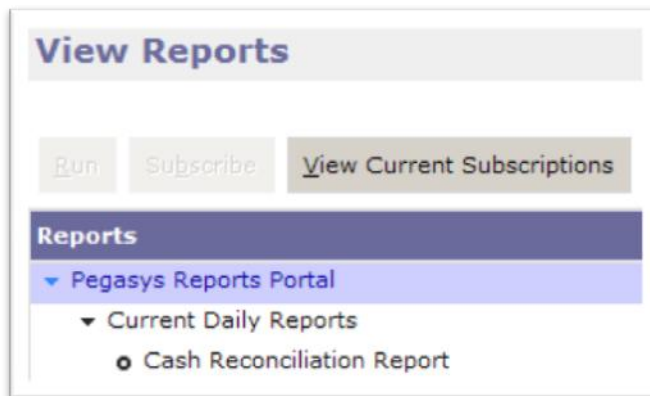 View Reports
Run Subscribe View Current Subscriptions
Reports
Pegasys Reports Portal
Current Daily Reports
Cash Reconciliation Report